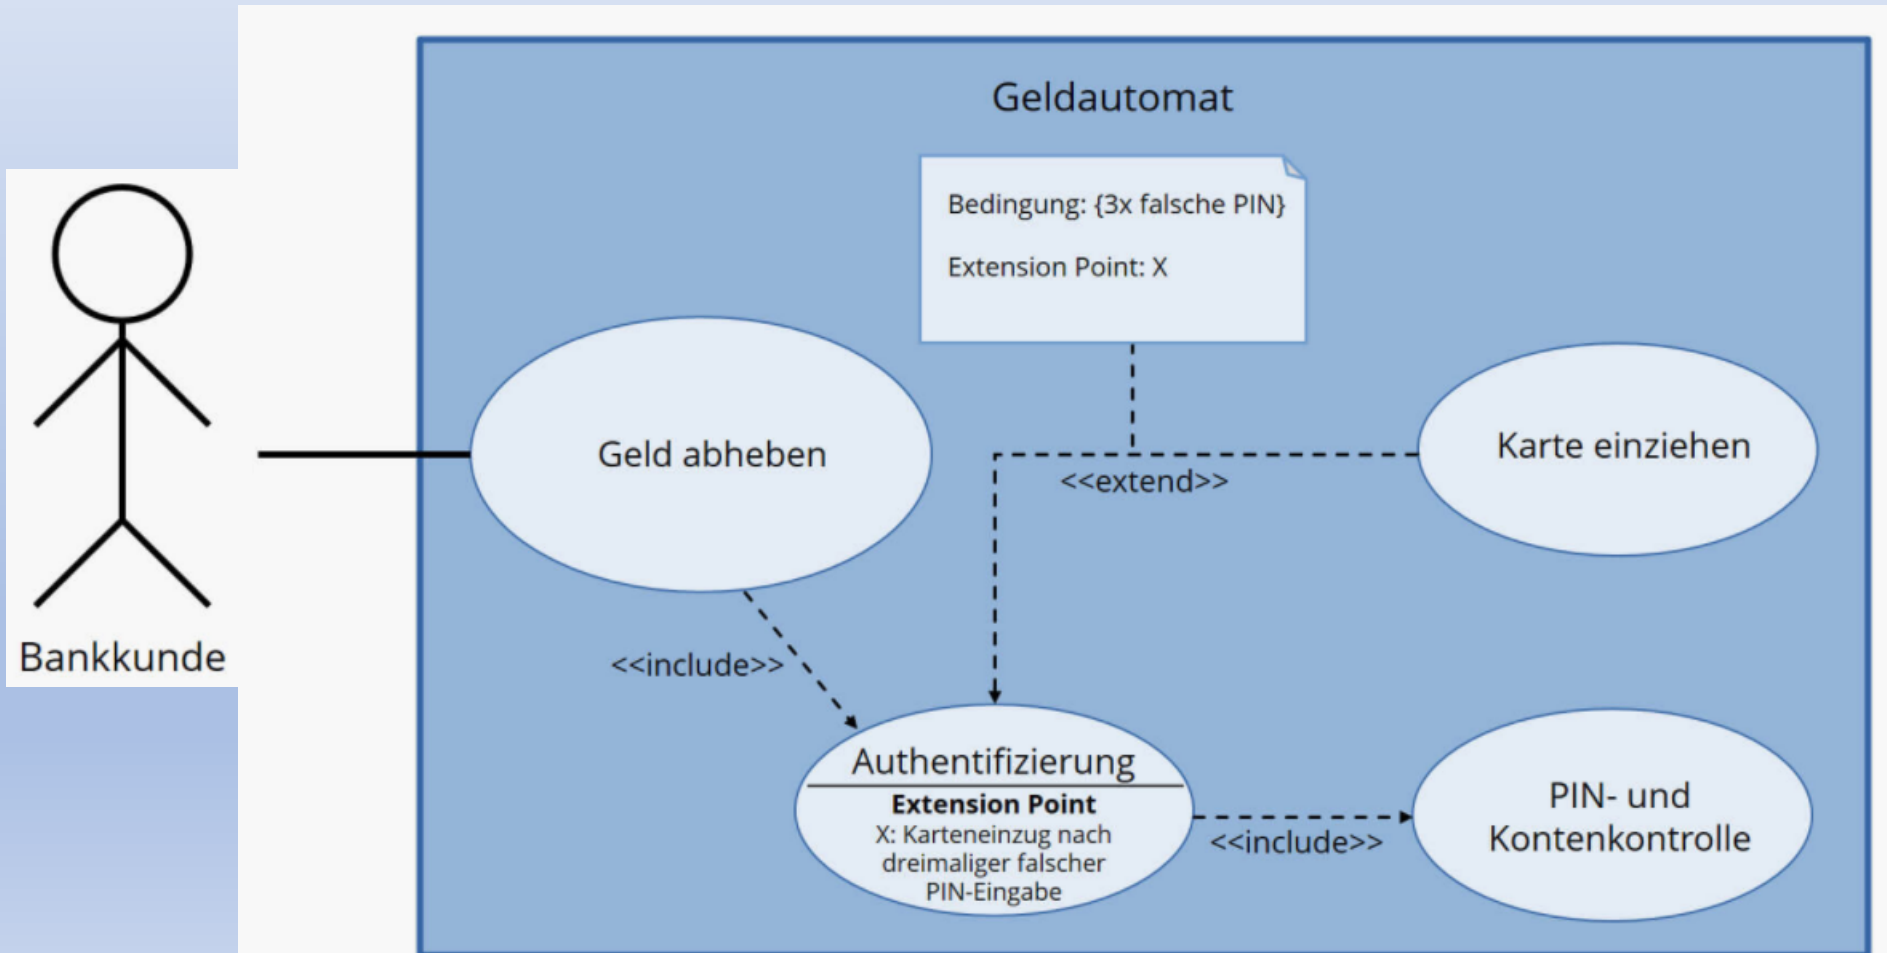 Geldautomat
Bedingung: {3x falsche PIN}
Extension Point: X
Geld abheben
Karte einziehen
<<extend>>
Bankkunde
<<include>>
Authentifizierung
Extension Point
X: Karteneinzug nach
dreimaliger falscher
PIN-Eingabe
<<include>>
PIN- und
Kontenkontrolle